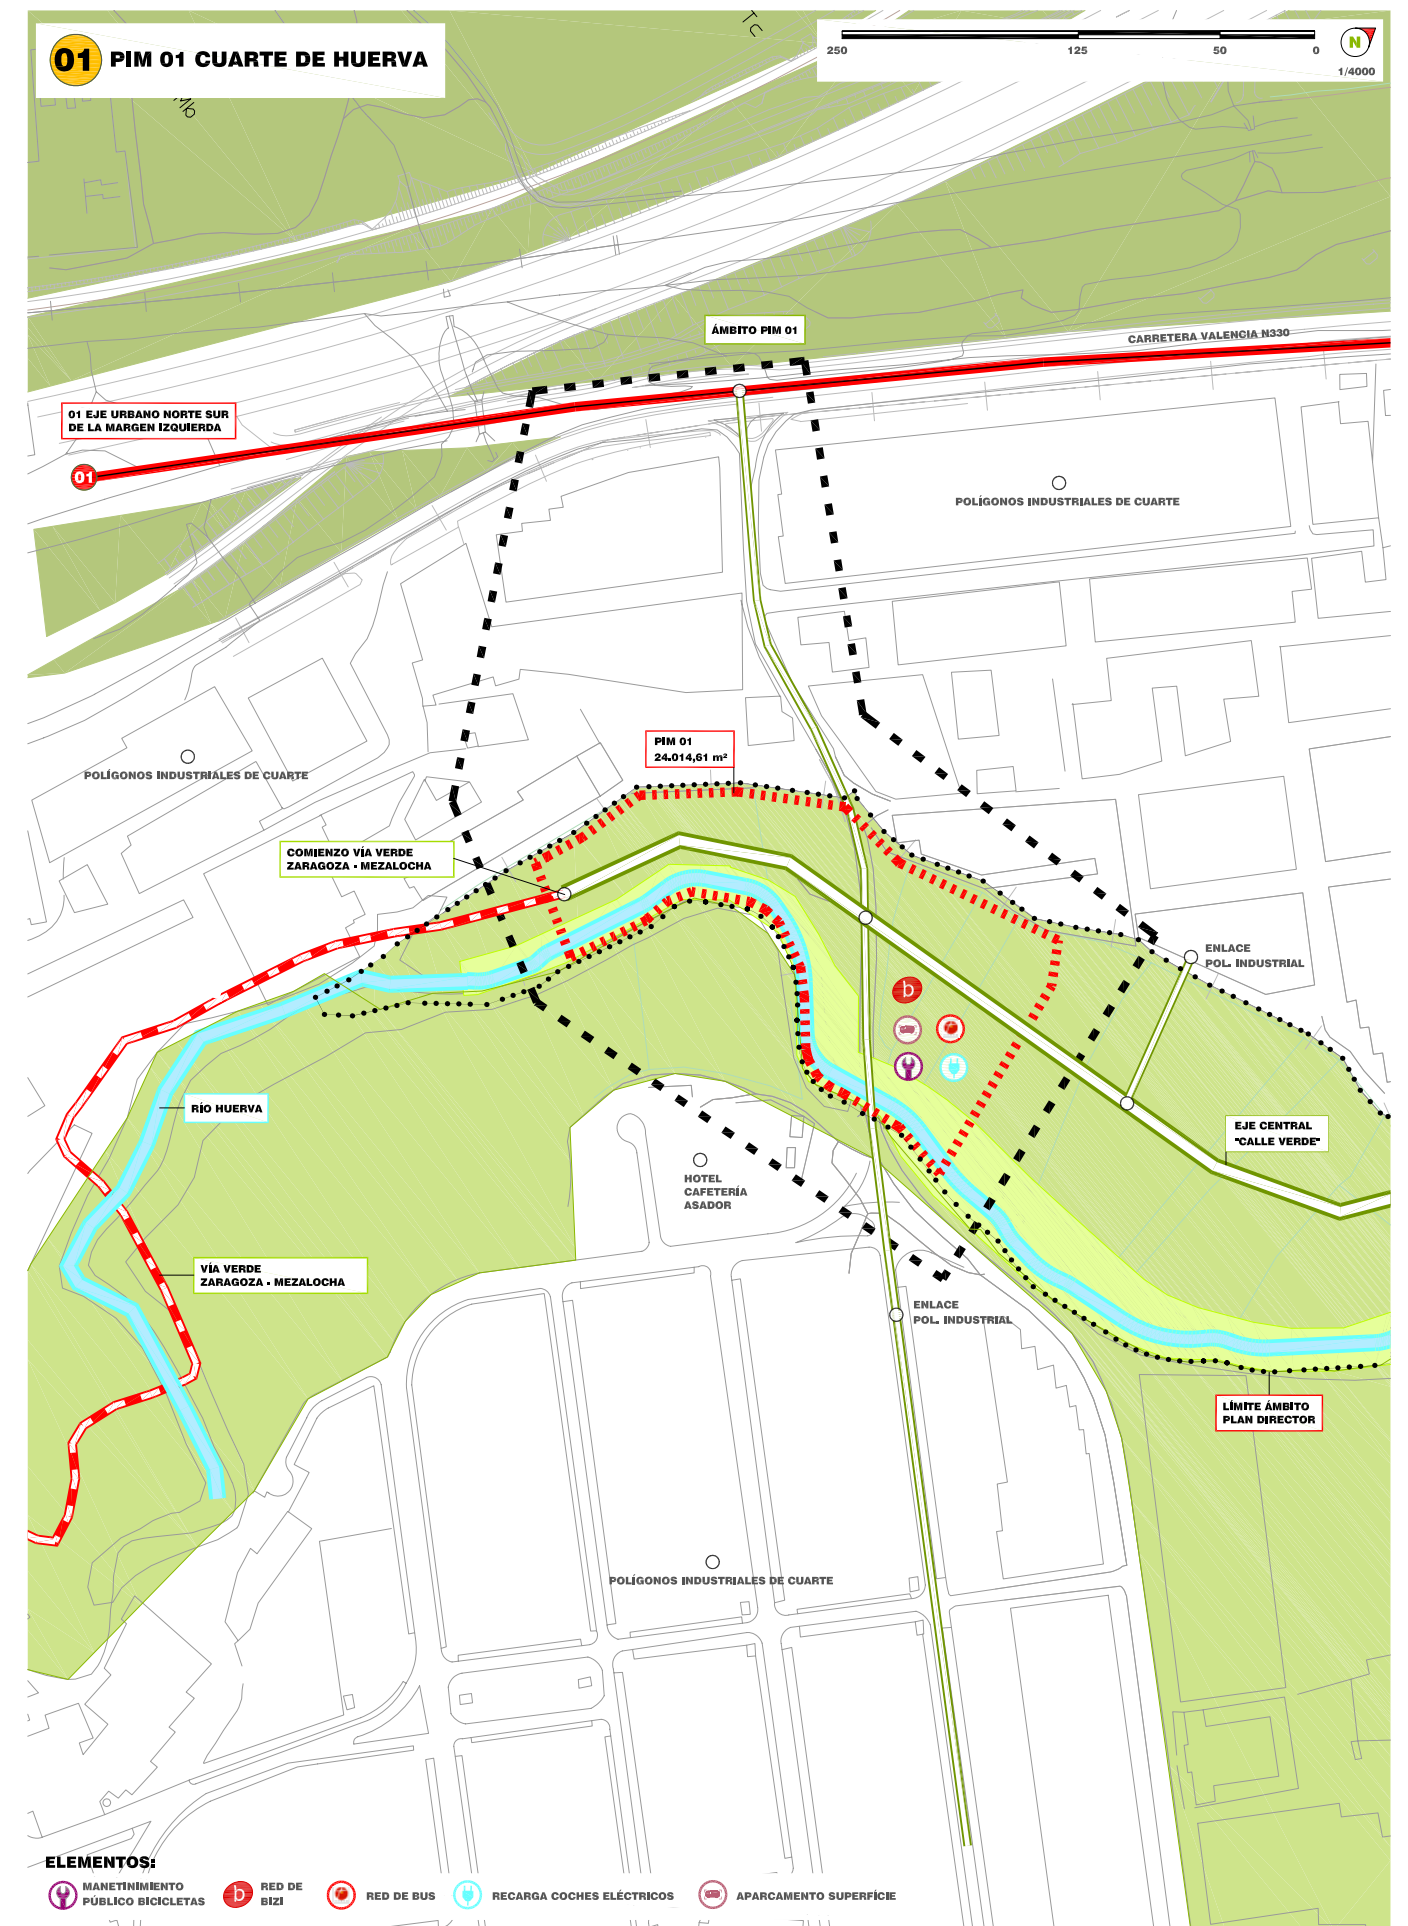 01 PIM 01 CUARTE DE HUERVA
250 125 50 0
N
1/4000
TC
ÁMBITO PIM 01
CARRETERA VALENCIA N330
01 EJE URBANO NORTE SUR
DE LA MARGEN IZQUIERDA
01
POLÍGONOS INDUSTRIALES DE CUARTE
PIM 01
24.014,61 m²
POLÍGONOS INDUSTRIALES DE CUARTE
COMIENZO VÍA VERDE
ZARAGOZA - MEZALOCHA
ENLACE
POL. INDUSTRIAL
b
RÍO HUERVA
EJE CENTRAL
"CALLE VERDE"
HOTEL
CAFETERÍA
ASADOR
VÍA VERDE
ZARAGOZA - MEZALOCHA
ENLACE
POL. INDUSTRIAL
LÍMITE ÁMBITO
PLAN DIRECTOR
POLÍGONOS INDUSTRIALES DE CUARTE
ELEMENTOS:
MANETINIMIENTO
PÚBLICO BICICLETAS
b
RED DE
BIZI
RED DE BUS
RECARGA COCHES ELÉCTRICOS
APARCAMENTO SUPERFÍCIE